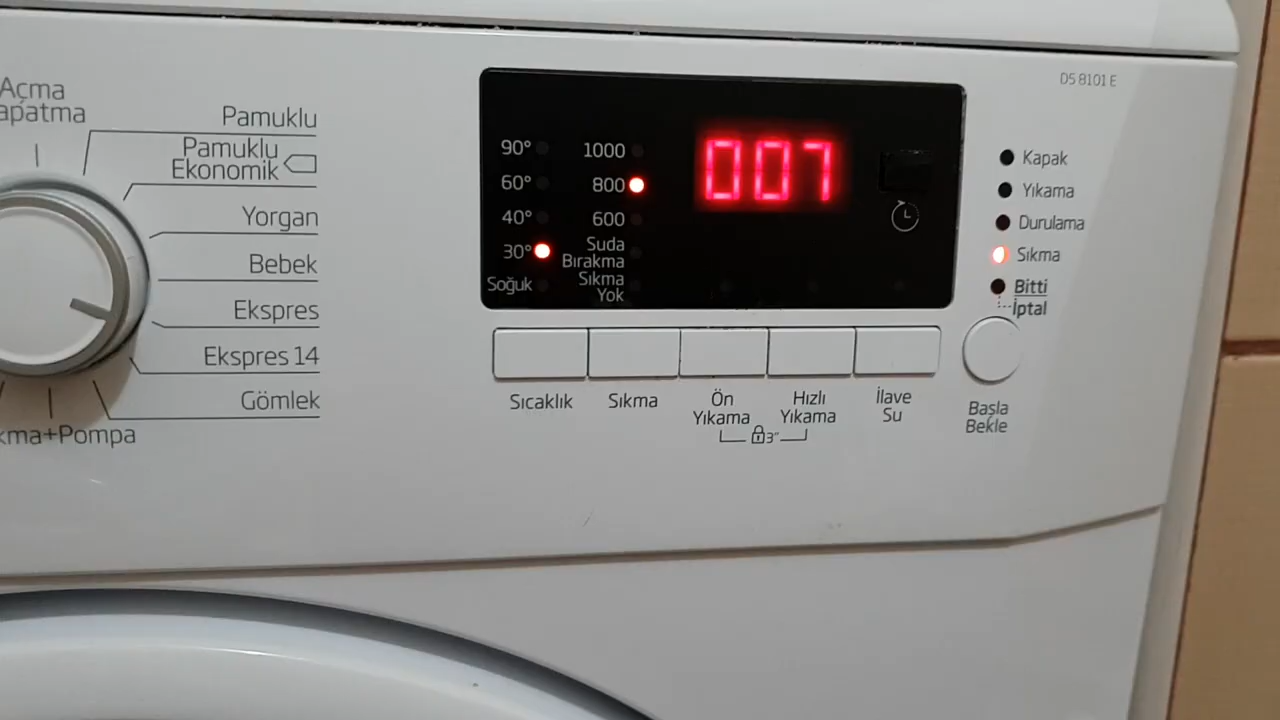 Açma
apatma
Pamuklu
Pamuklu
Ekonomik
Yorgan
Bebek
Ekspres
Ekspres 14
Gömlek
kma+Pompa
90°
60°
40°
30°
Soğuk
1000
800
600
Suda
Bırakma
Sıkma
Yok
007
DS 8101 E
Kapak
Yıkama
Durulama
Sıkma
Bitti
İptal
Sıcaklık
Sıkma
Ön
Yıkama
Hızlı
Yıkama
3"
İlave
Su
Başla
Bekle